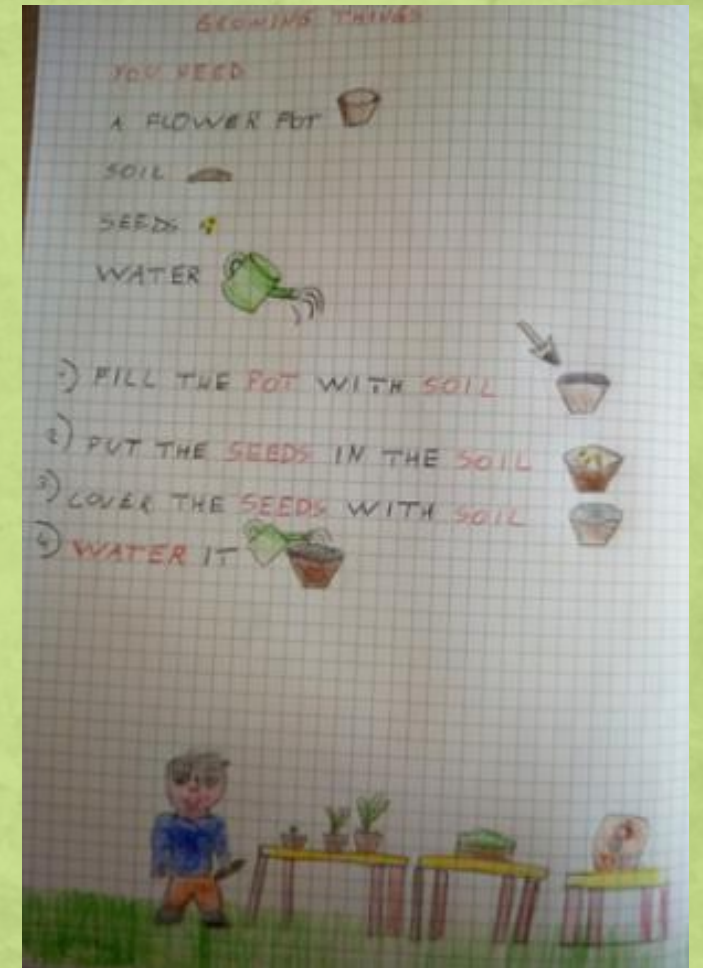 GROWING THINGS
YOU NEED
A FLOWER POT
SOIL
SEEDS
WATER
1) FILL THE POT WITH SOIL
2) PUT THE SEEDS IN THE SOIL
3) COVER THE SEEDS WITH SOIL
4) WATER IT